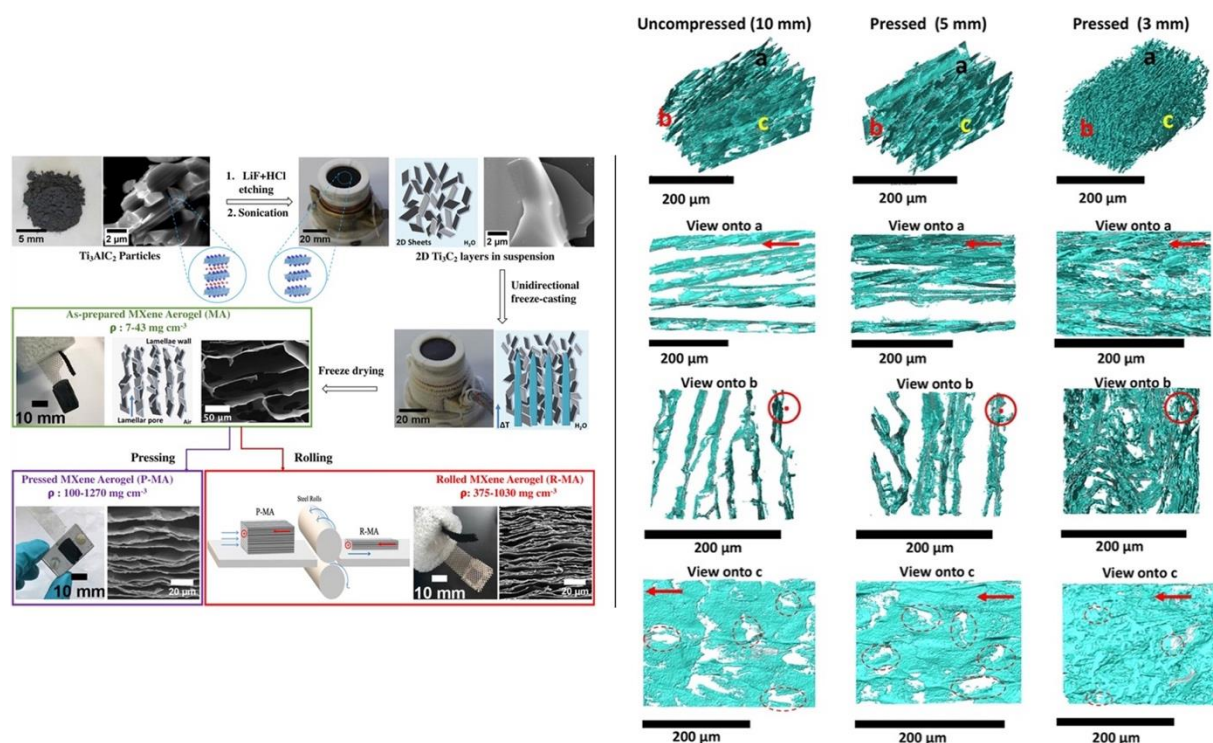 1. LiF+HCl
etching
2. Sonication
5 mm
2 µm
20 mm
2D Sheets
H₂O
2 µm
Ti₃AlC₂ Particles
2D Ti₃C₂ layers in suspension
Unidirectional
freeze-casting
As-prepared MXene Aerogel (MA)
ρ : 7-43 mg cm⁻³
Lamellae wall
10 mm
Lamellar pore
Air
50 µm
Freeze drying
20 mm
ΔT
H₂O
Pressing
Rolling
Pressed MXene Aerogel (P-MA)
ρ : 100-1270 mg cm⁻³
10 mm
20 µm
Rolled MXene Aerogel (R-MA)
ρ: 375-1030 mg cm⁻³
Steel Rolls
P-MA
R-MA
10 mm
20 µm
Uncompressed (10 mm)
Pressed (5 mm)
Pressed (3 mm)
a
b
c
a
b
c
a
b
c
200 µm
200 µm
200 µm
View onto a
View onto a
View onto a
200 µm
200 µm
200 µm
View onto b
View onto b
View onto b
200 µm
200 µm
200 µm
View onto c
View onto c
View onto c
200 µm
200 µm
200 µm